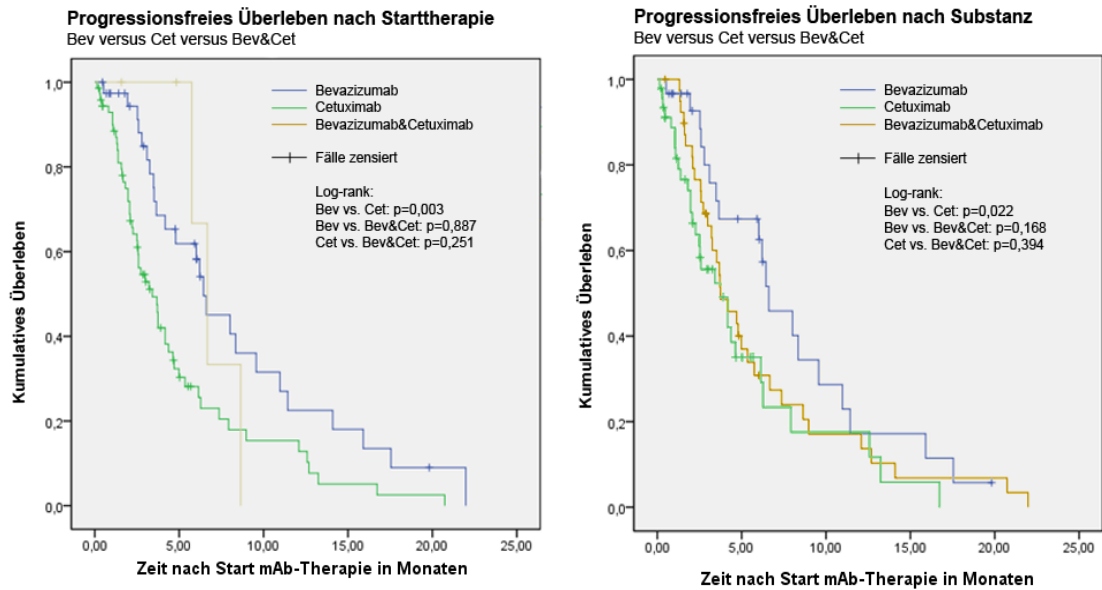 Progressionsfreies Überleben nach Starttherapie
Bev versus Cet versus Bev&Cet
Kumulatives Überleben
1,0
0,8
0,6
0,4
0,2
0,0
Bevazizumab
Cetuximab
Bevazizumab&Cetuximab
Fälle zensiert
Log-rank:
Bev vs. Cet: p=0,003
Bev vs. Bev&Cet: p=0,887
Cet vs. Bev&Cet: p=0,251
0,00 5,00 10,00 15,00 20,00 25,00
Zeit nach Start mAb-Therapie in Monaten
Progressionsfreies Überleben nach Substanz
Bev versus Cet versus Bev&Cet
Kumulatives Überleben
1,0
0,8
0,6
0,4
0,2
0,0
Bevazizumab
Cetuximab
Bevazizumab&Cetuximab
Fälle zensiert
Log-rank:
Bev vs. Cet: p=0,022
Bev vs. Bev&Cet: p=0,168
Cet vs. Bev&Cet: p=0,394
0,00 5,00 10,00 15,00 20,00 25,00
Zeit nach Start mAb-Therapie in Monaten